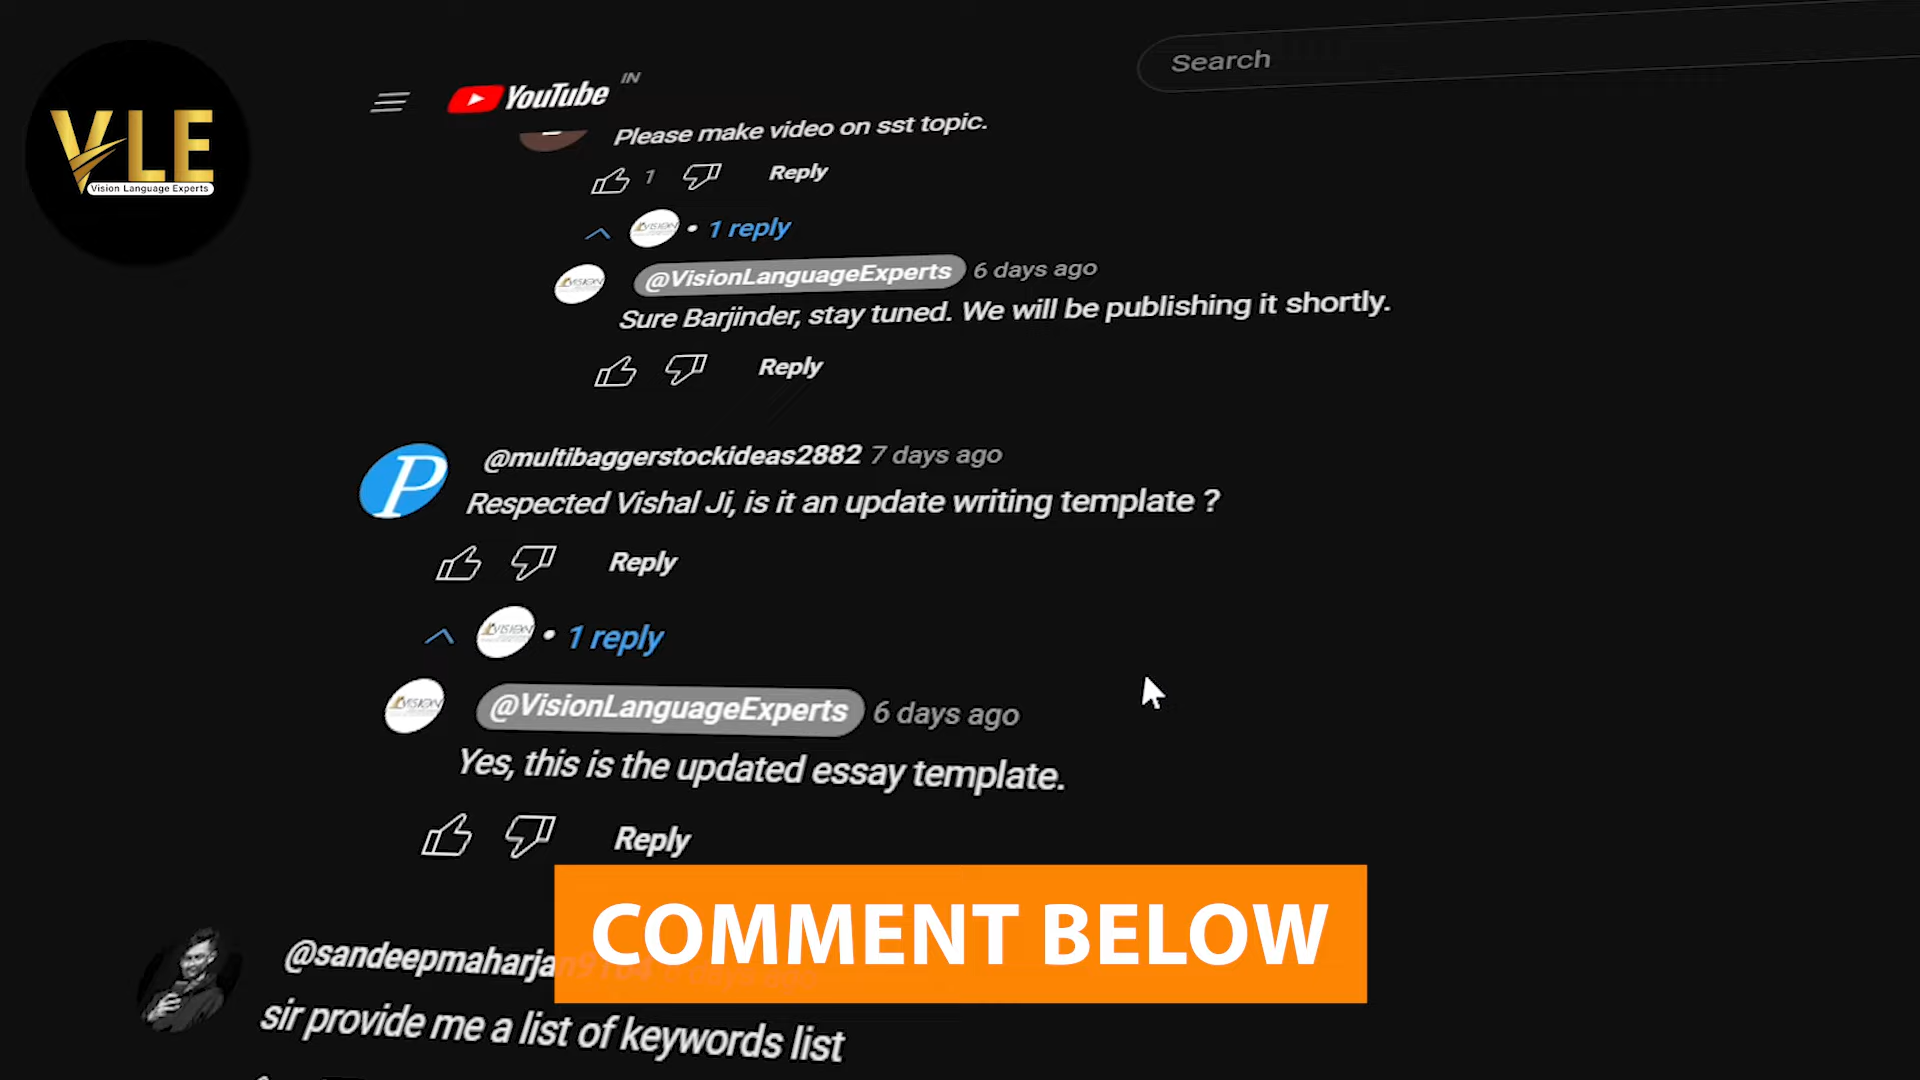 VLE
Vision Language Experts
YouTube IN
Search
Please make video on sst topic.
1 Reply
1 reply
@VisionLanguageExperts 6 days ago
Sure Barjinder, stay tuned. We will be publishing it shortly.
Reply
@multibaggerstockideas2882 7 days ago
Respected Vishal Ji, is it an update writing template ?
Reply
1 reply
@VisionLanguageExperts 6 days ago
Yes, this is the updated essay template.
Reply
COMMENT BELOW
sir provide me a list of keywords list